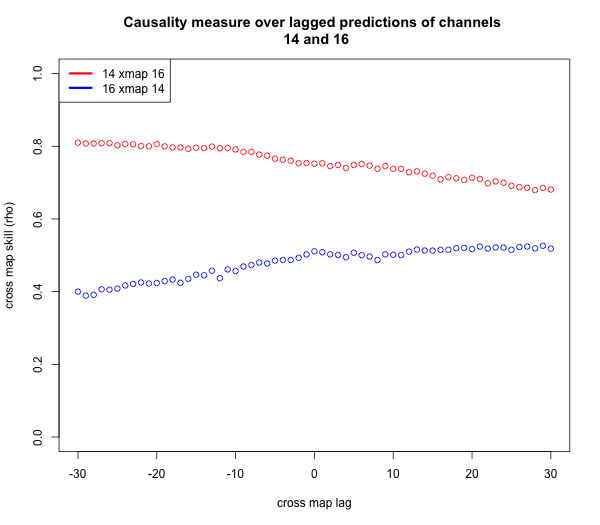 Causality measure over lagged predictions of channels
14 and 16
14 xmap 16
16 xmap 14
cross map skill (rho)
1.0
0.8
0.6
0.4
0.2
0.0
-30 -20 -10 0 10 20 30
cross map lag